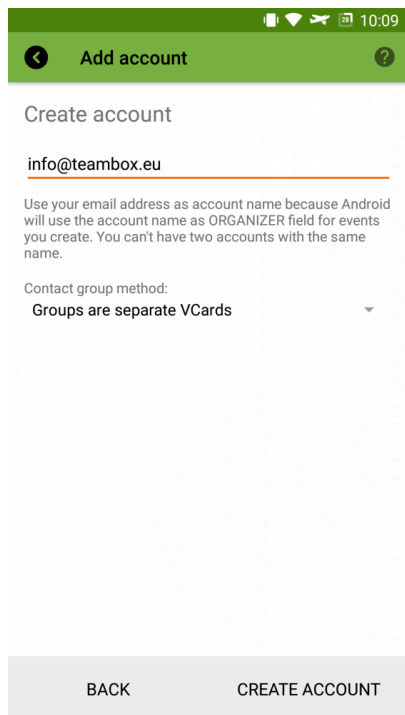 28 10:09
Add account ?
Create account
info@teambox.eu
Use your email address as account name because Android
will use the account name as ORGANIZER field for events
you create. You can't have two accounts with the same
name.
Contact group method:
Groups are separate VCards
BACK CREATE ACCOUNT